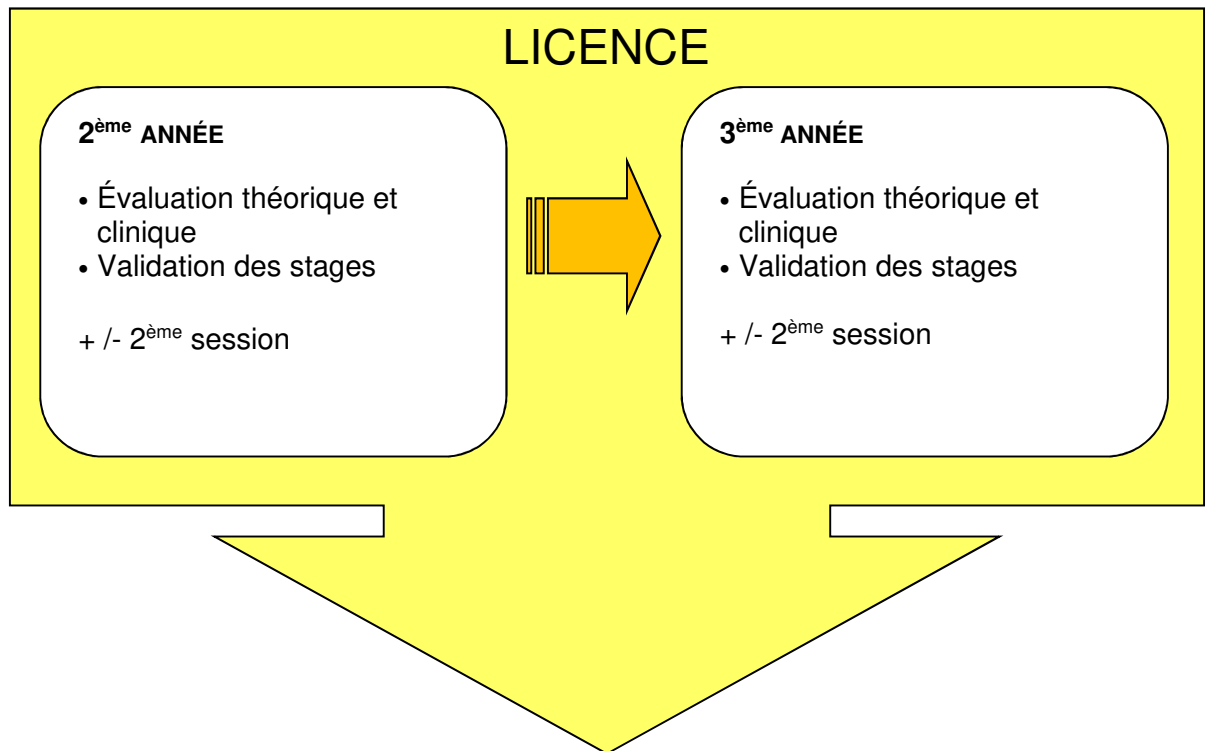 LICENCE
2ème ANNÉE
• Évaluation théorique et
clinique
• Validation des stages
+ /- 2ème session
3ème ANNÉE
• Évaluation théorique et
clinique
• Validation des stages
+ /- 2ème session